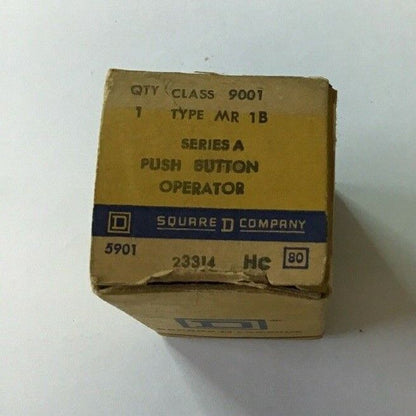 QTY CLASS 9001
1 TYPE MR 1B
SERIES A
PUSH BUTTON
OPERATOR
D SQUARE D COMPANY
5901
23314 HC 80
D